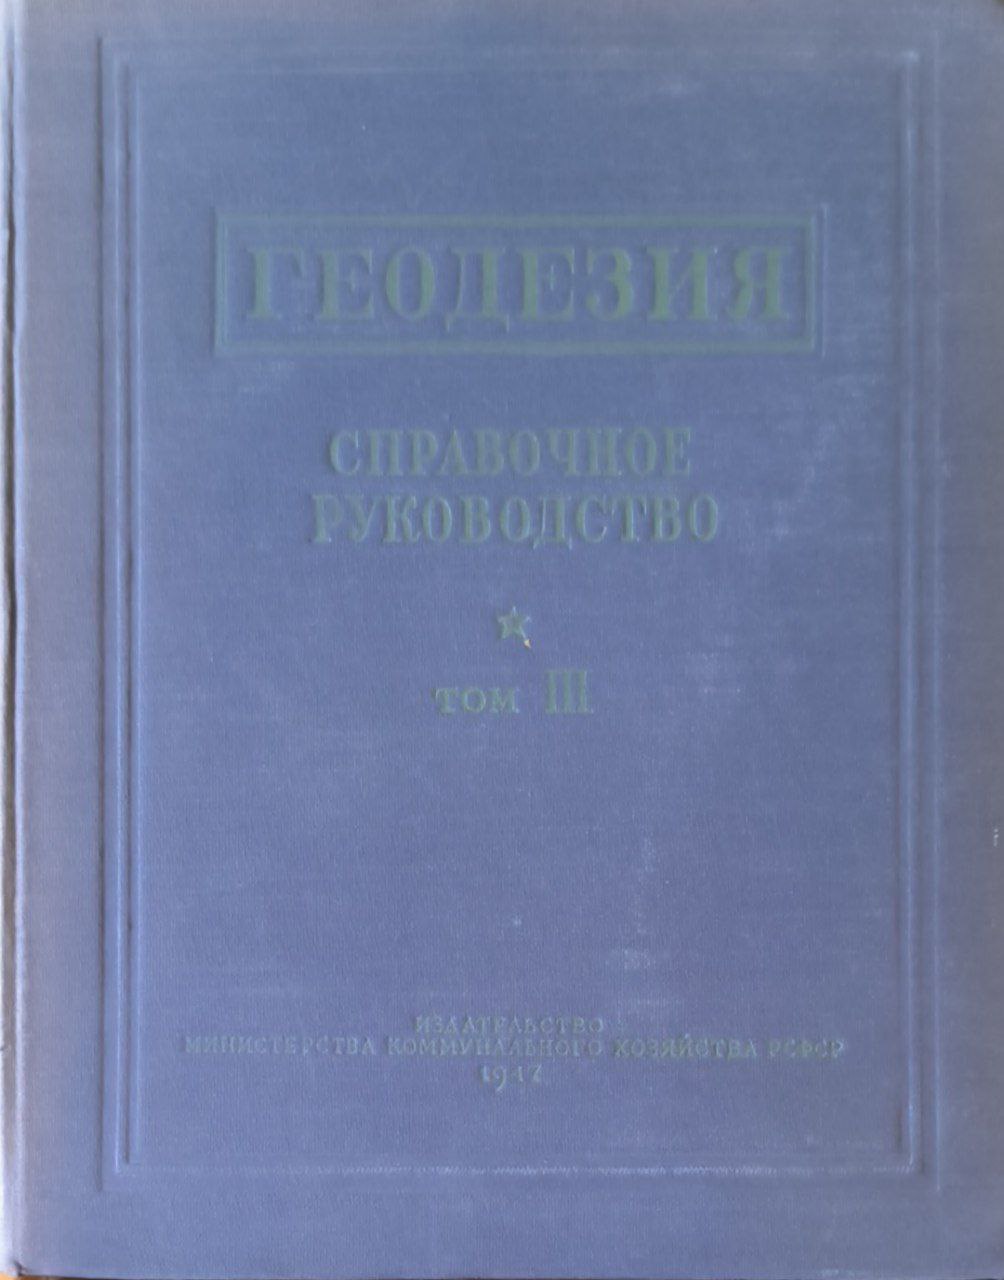 ГЕОДЕЗИЯ
СПРАВОЧНОЕ
РУКОВОДСТВО
ТОМ III
ИЗДАТЕЛЬСТВО
МИНИСТЕРСТВА КОММУНАЛЬНОГО ХОЗЯЙСТВА РСФСР
1947